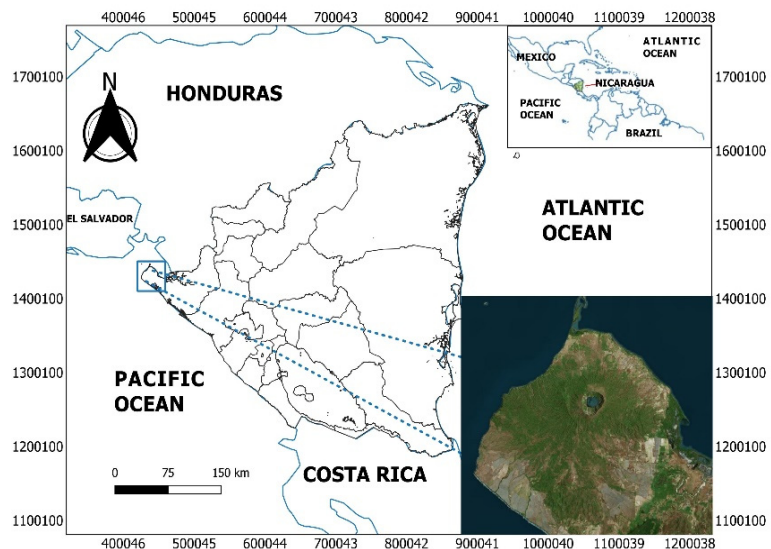 400046 500045 600044 700043 800042 900041 1000040 1100039 1200038
1700100
1600100
1500100
1400100
1300100
1200100
1100100
N
HONDURAS
EL SALVADOR
PACIFIC
OCEAN
COSTA RICA
0 75 150 km
ATLANTIC
OCEAN
MEXICO
ATLANTIC
OCEAN
NICARAGUA
PACIFIC
OCEAN
BRAZIL
1700100
1600100
1500100
1400100
1300100
1200100
1100100
400046 500045 600044 700043 800042 900041 1000040 1100039 1200038